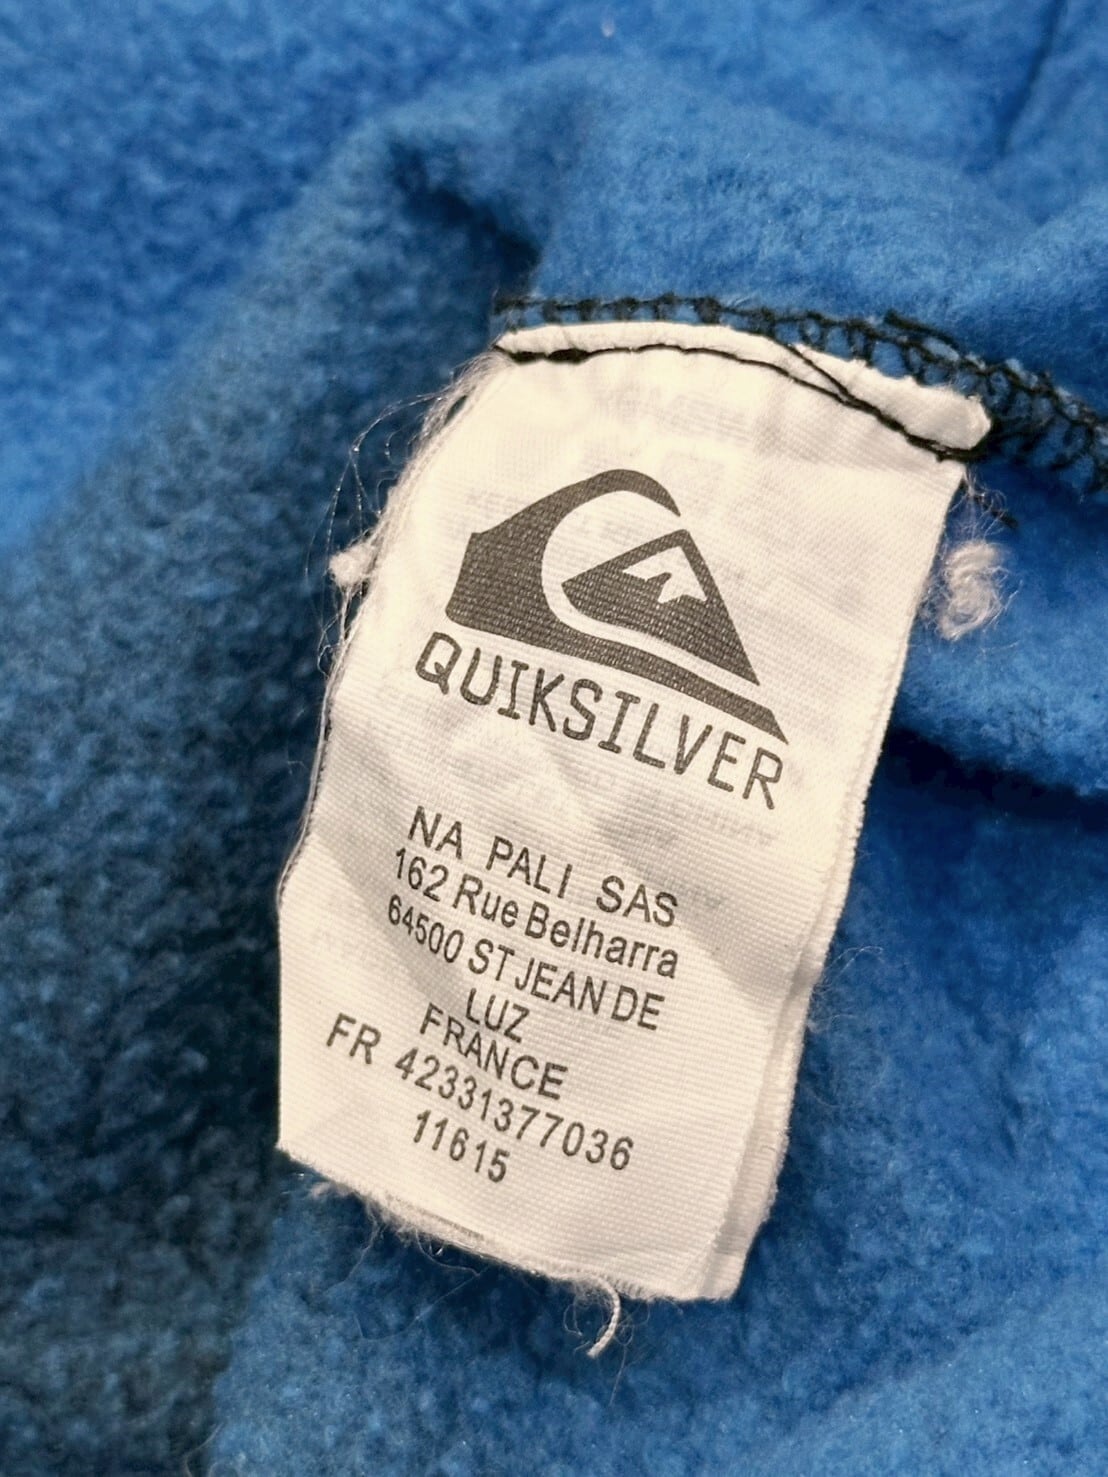 QUIKSILVER
NA PALI SAS
162 Rue Belharra
64500 ST JEAN DE
LUZ
FRANCE
FR 42331377036
11615